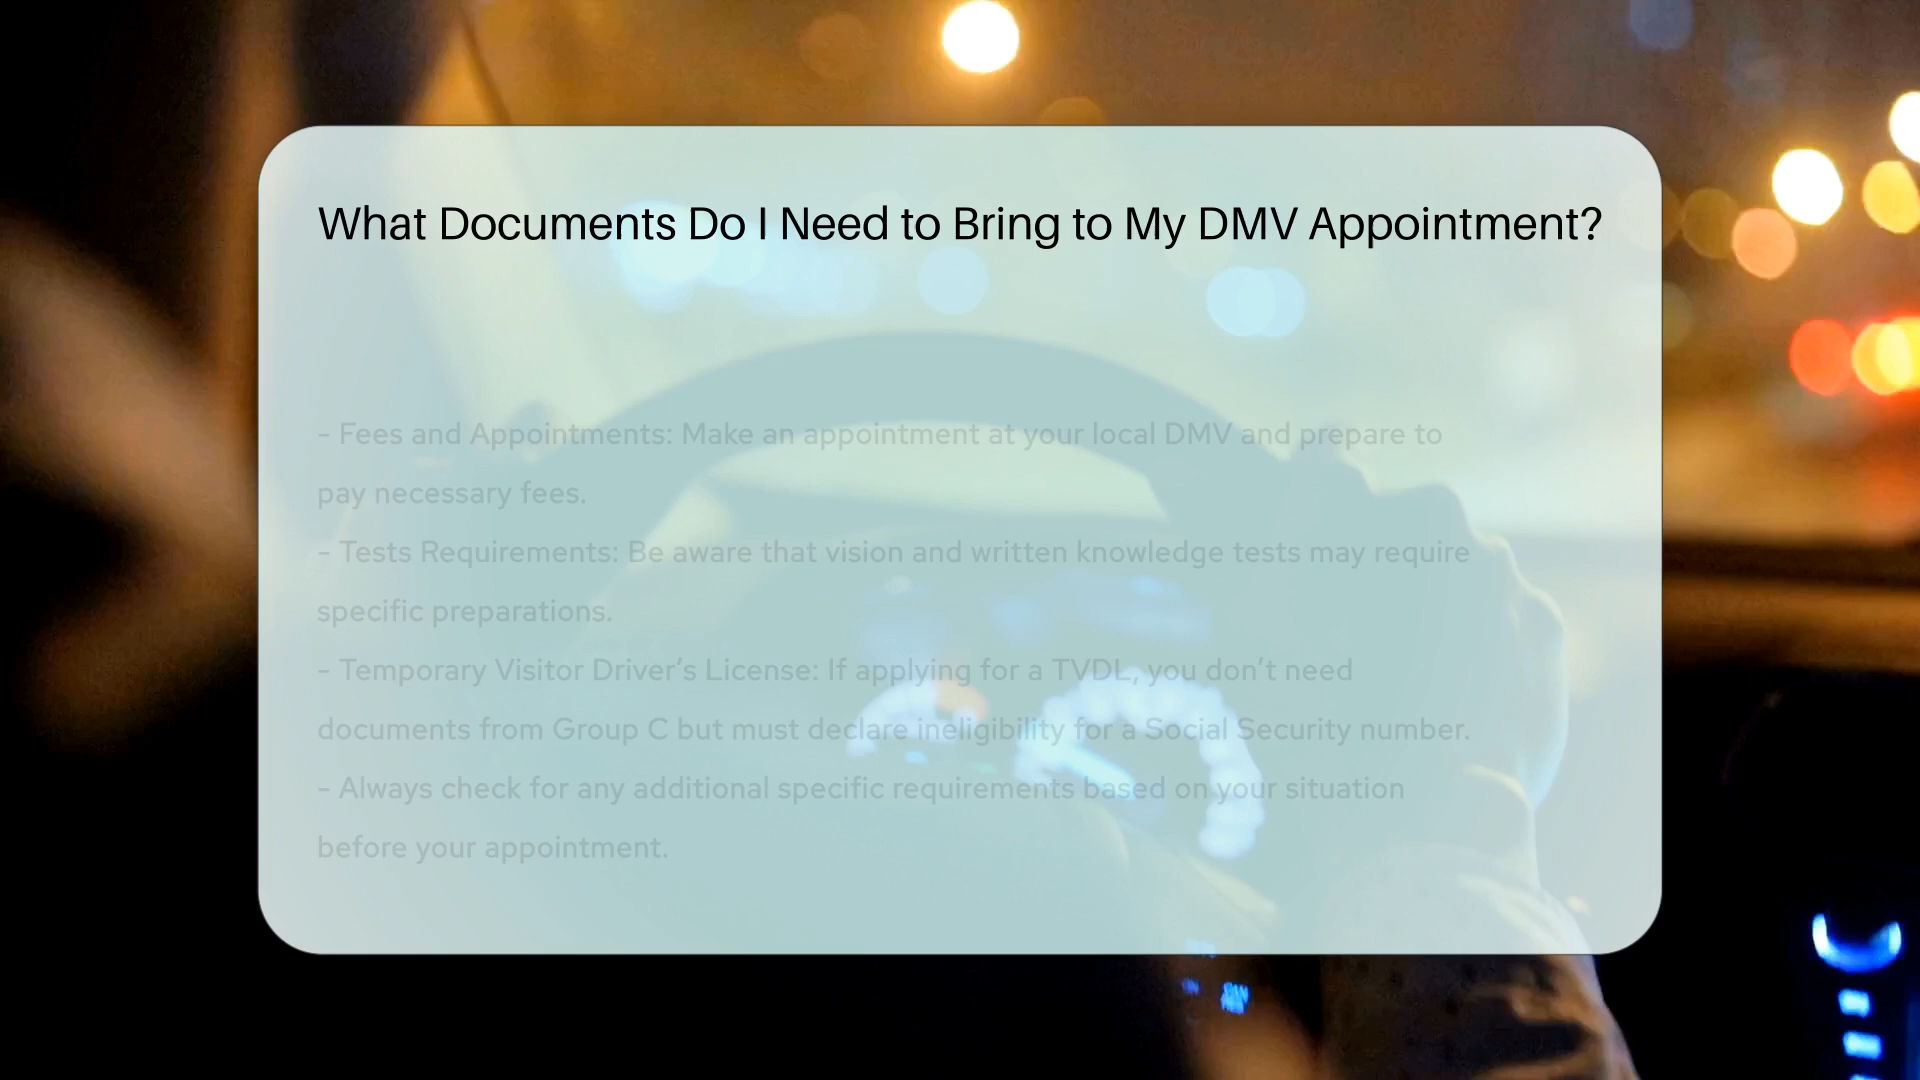 What Documents Do I Need to Bring to My DMV Appointment?
– Fees and Appointments: Make an appointment at your local DMV and prepare to
pay necessary fees.
– Tests Requirements: Be aware that vision and written knowledge tests may require
specific preparations.
– Temporary Visitor Driver’s License: If applying for a TVDL, you don’t need
documents from Group C but must declare ineligibility for a Social Security number.
– Always check for any additional specific requirements based on your situation
before your appointment.